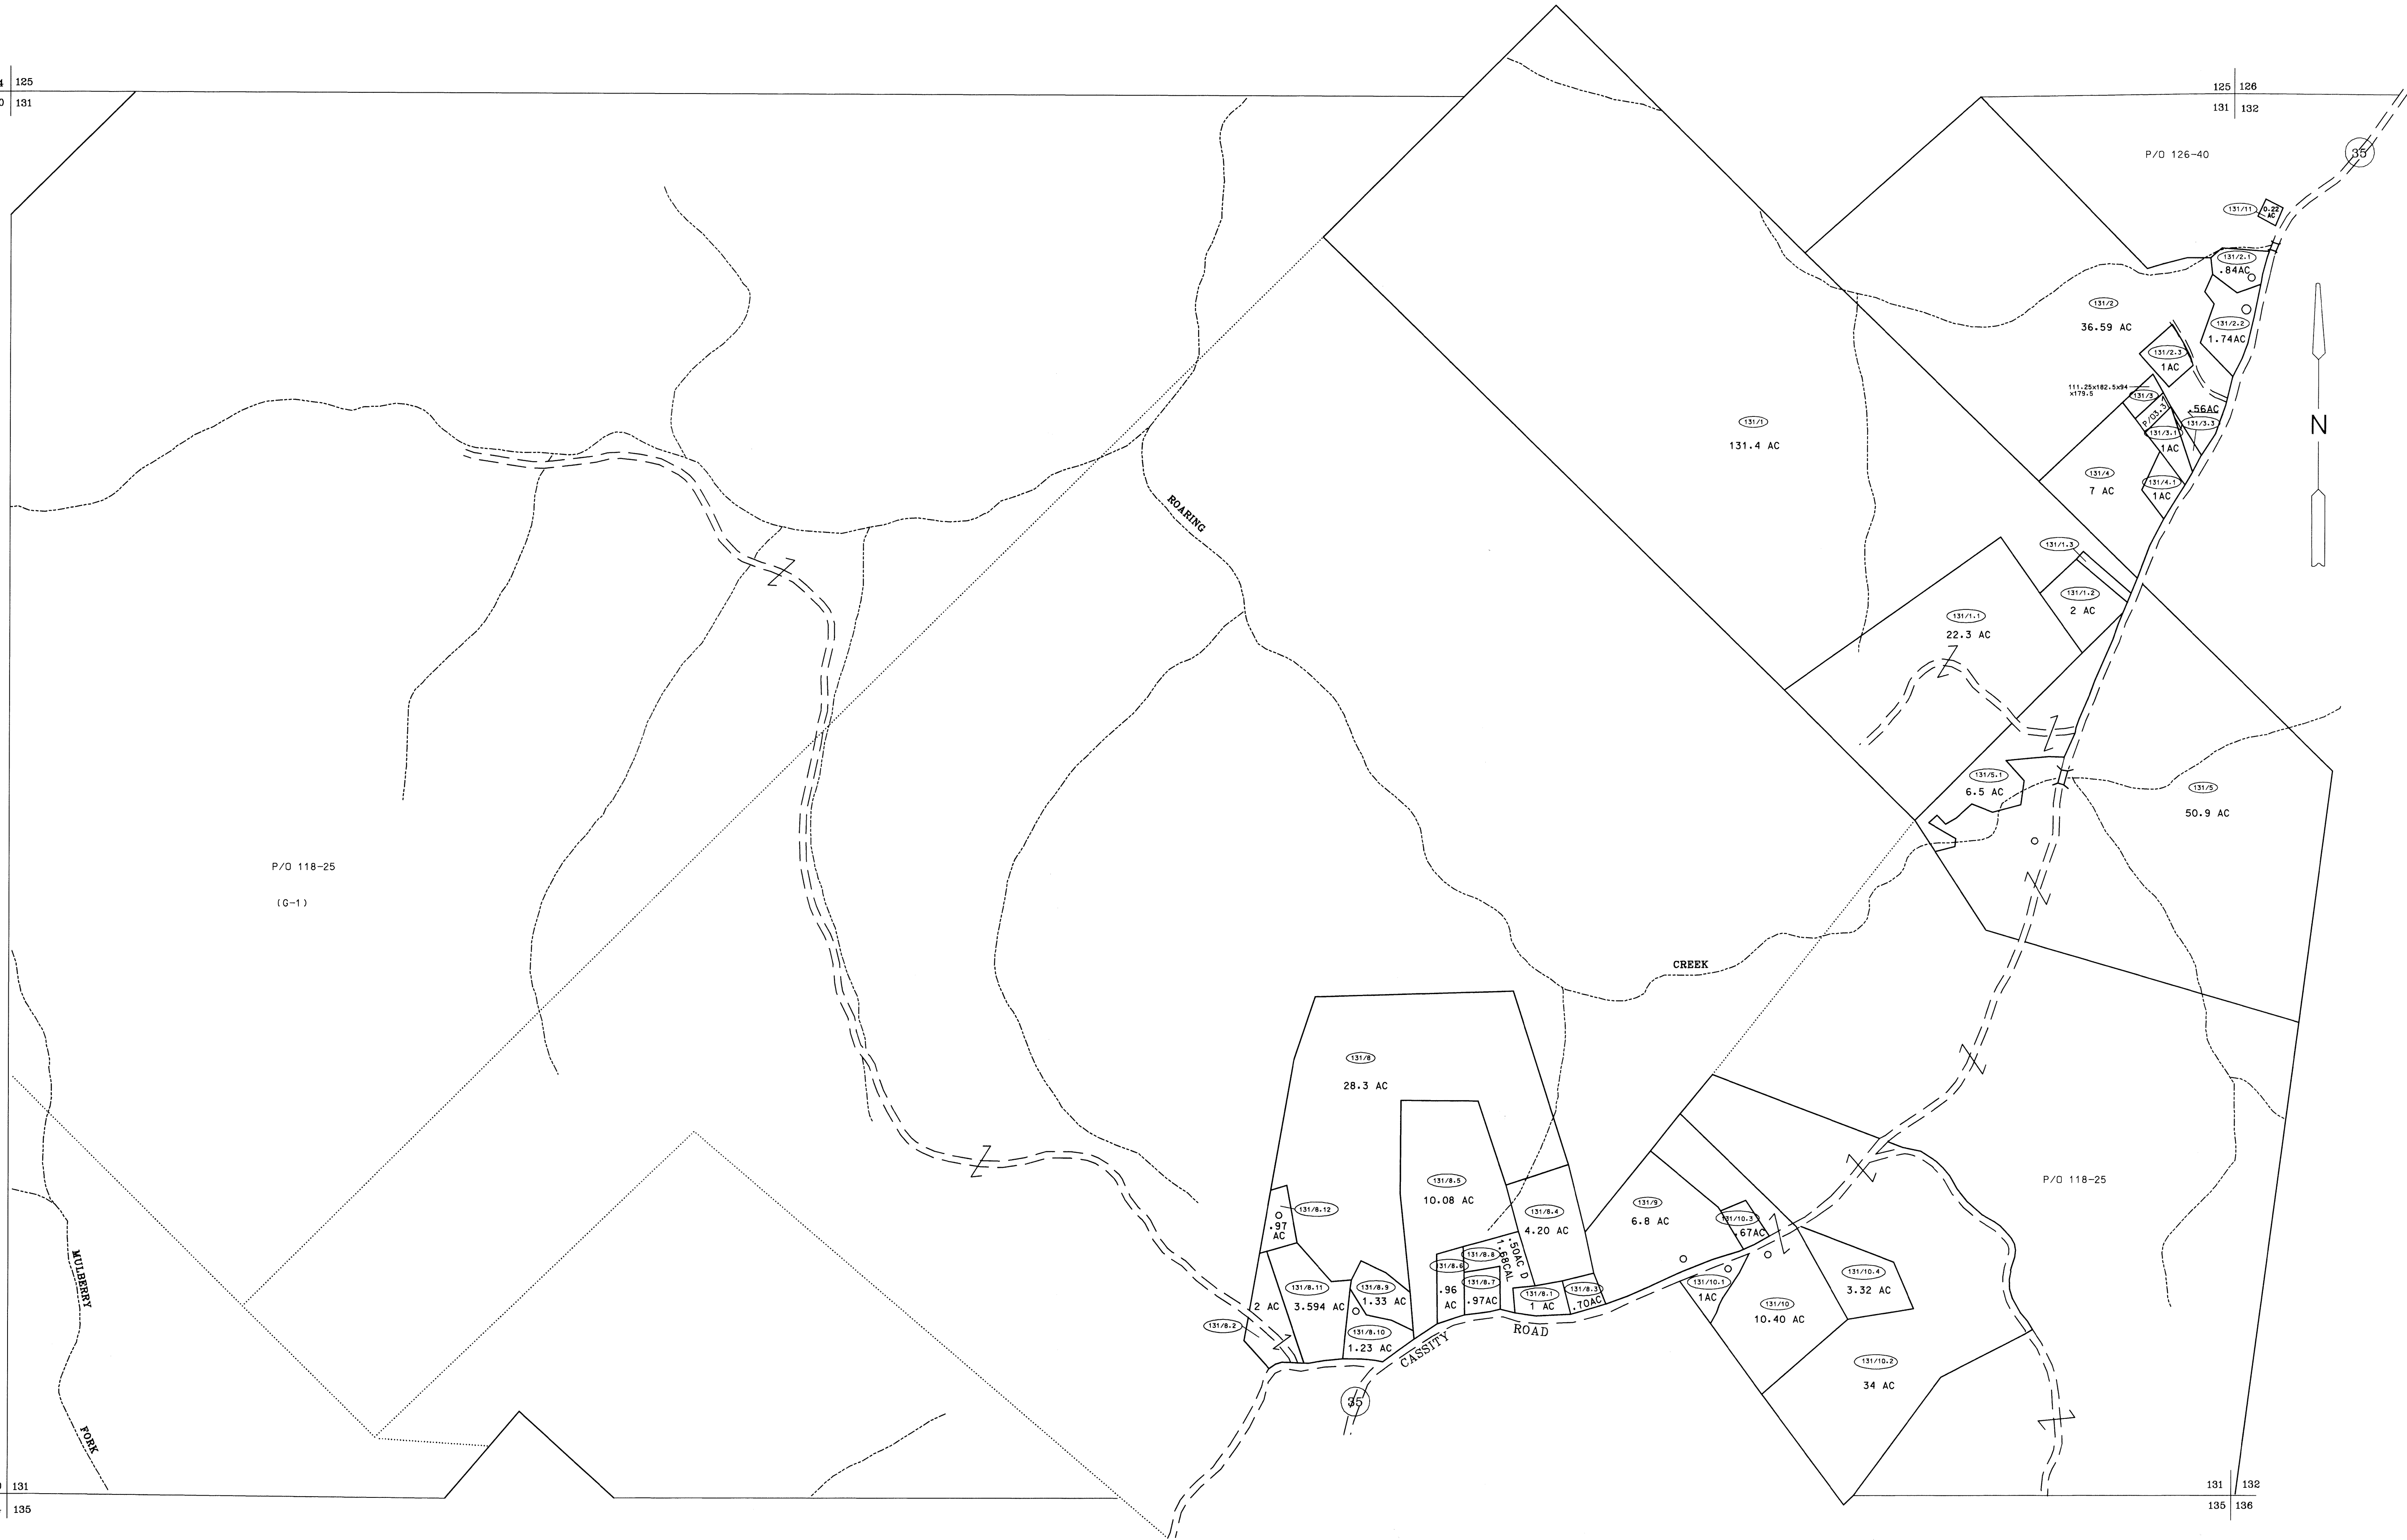 125
131
125 126
131 132
P/O 126-40
35
131/11
0.22
AC
131/2.1
.84AC
131/2
36.59 AC
131/2.2
1.74AC
131/2.3
1AC
111.25x182.5x94
x179.5
131/3
P/O3.3
.56AC
131/3.3
131/3.1
1AC
N
131/1
131.4 AC
131/4
7 AC
131/4.1
1AC
ROARING
131/1.3
131/1.2
2 AC
131/1.1
22.3 AC
131/5.1
6.5 AC
131/5
50.9 AC
P/O 118-25
(G-1)
CREEK
131/8
28.3 AC
131/8.5
10.08 AC
131/8.12
.97
AC
131/8.4
4.20 AC
131/9
6.8 AC
131/10.3
.67AC
P/O 118-25
MULBERRY
FORK
131/8.6
.96
AC
131/8.8
.50AC D
1.68CAL
131/8.7
.97AC
131/8.1
1 AC
131/8.3
.70AC
131/8.11
3.594 AC
131/8.9
1.33 AC
2 AC
131/8.2
131/8.10
1.23 AC
131/10.1
1AC
131/10
10.40 AC
131/10.4
3.32 AC
131/10.2
34 AC
CASSITY ROAD
35
131
135
131 132
135 136